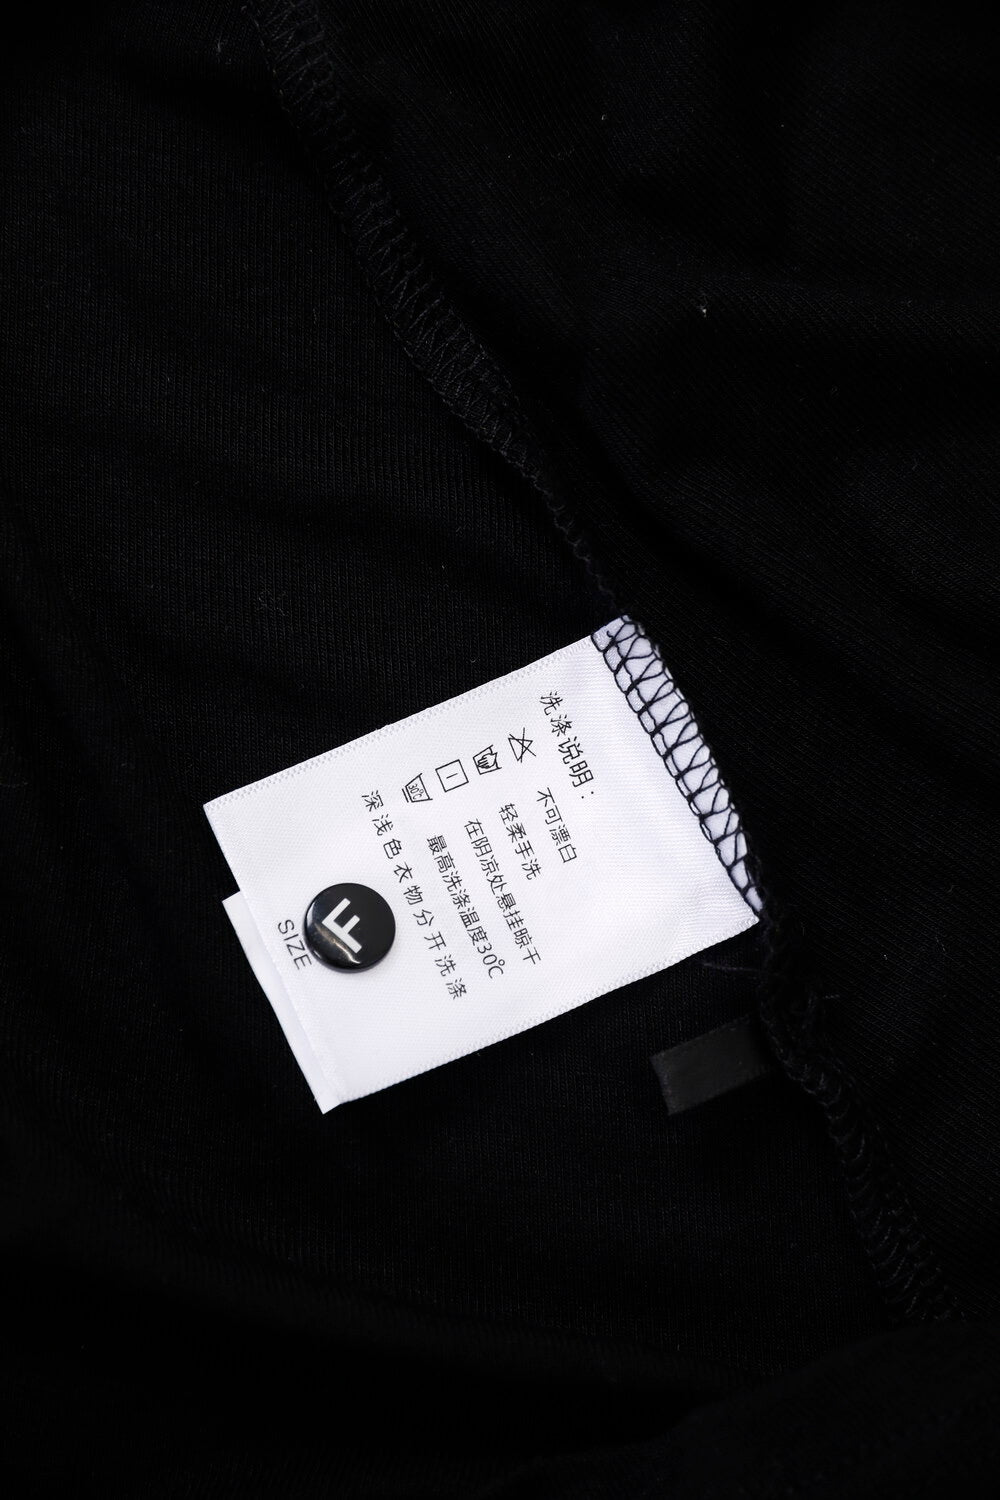 洗涤说明：
不可漂白
轻柔手洗
在阴凉处悬挂晾干
30℃ 最高洗涤温度30℃
深浅色衣物分开洗涤
SIZE
F